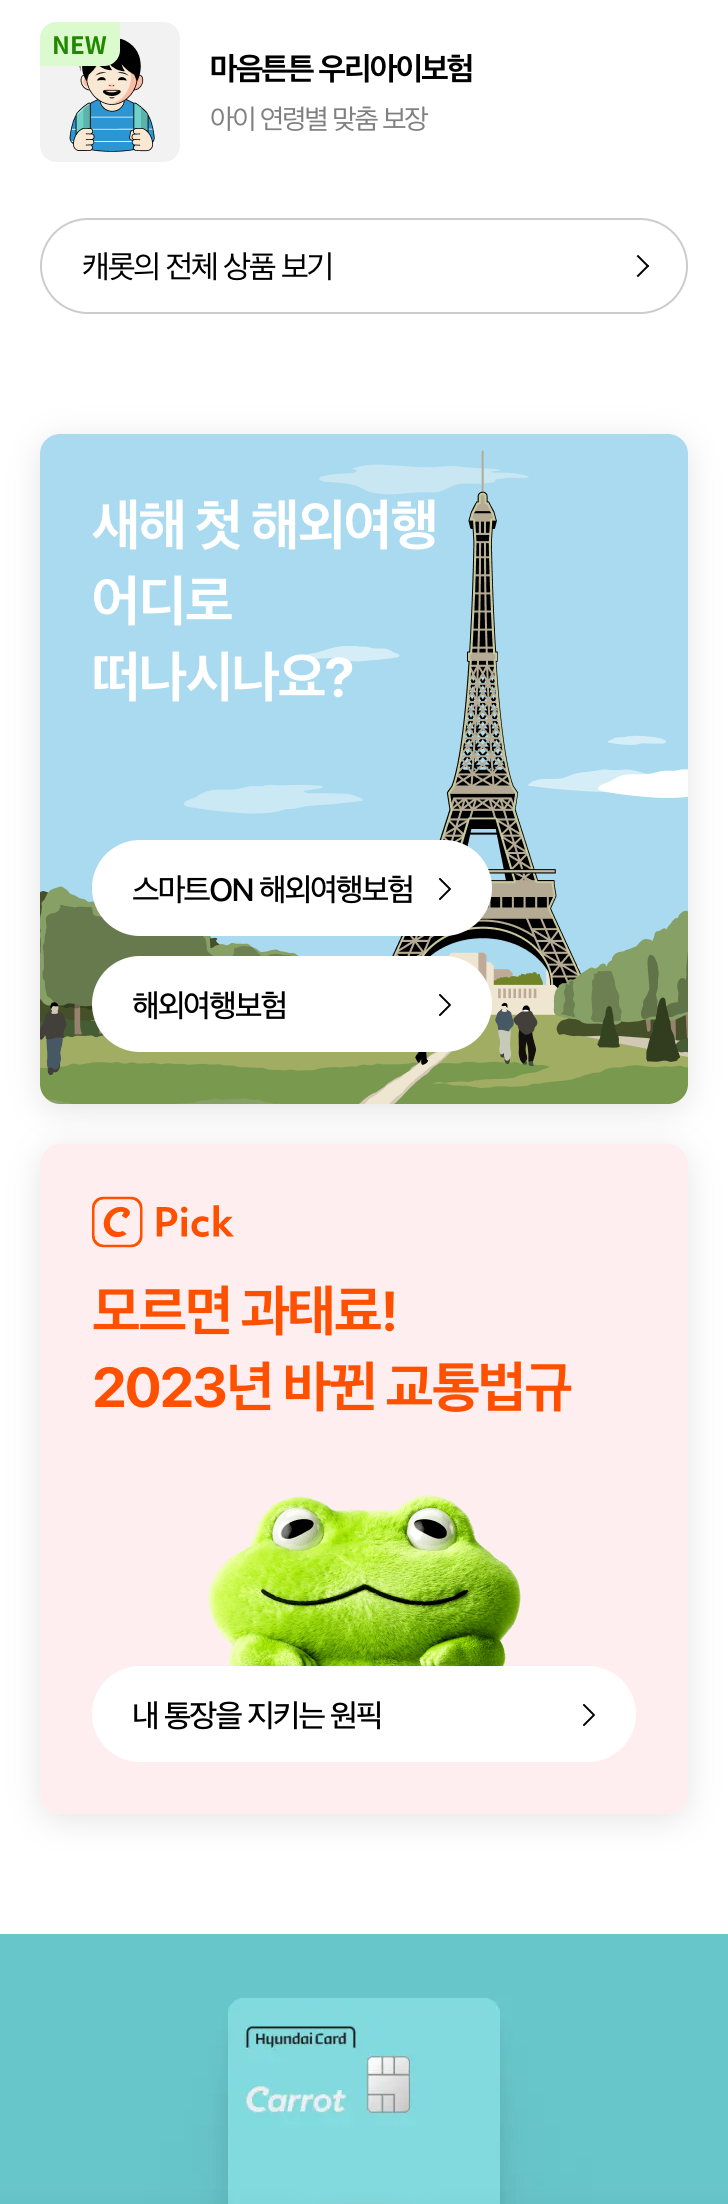 NEW
마음튼튼 우리아이보험
아이 연령별 맞춤 보장
캐롯의 전체 상품 보기
새해 첫 해외여행
어디로
떠나시나요?
스마트ON 해외여행보험
해외여행보험
C Pick
모르면 과태료!
2023년 바뀐 교통법규
내 통장을 지키는 원픽
Hyundai Card
Carrot